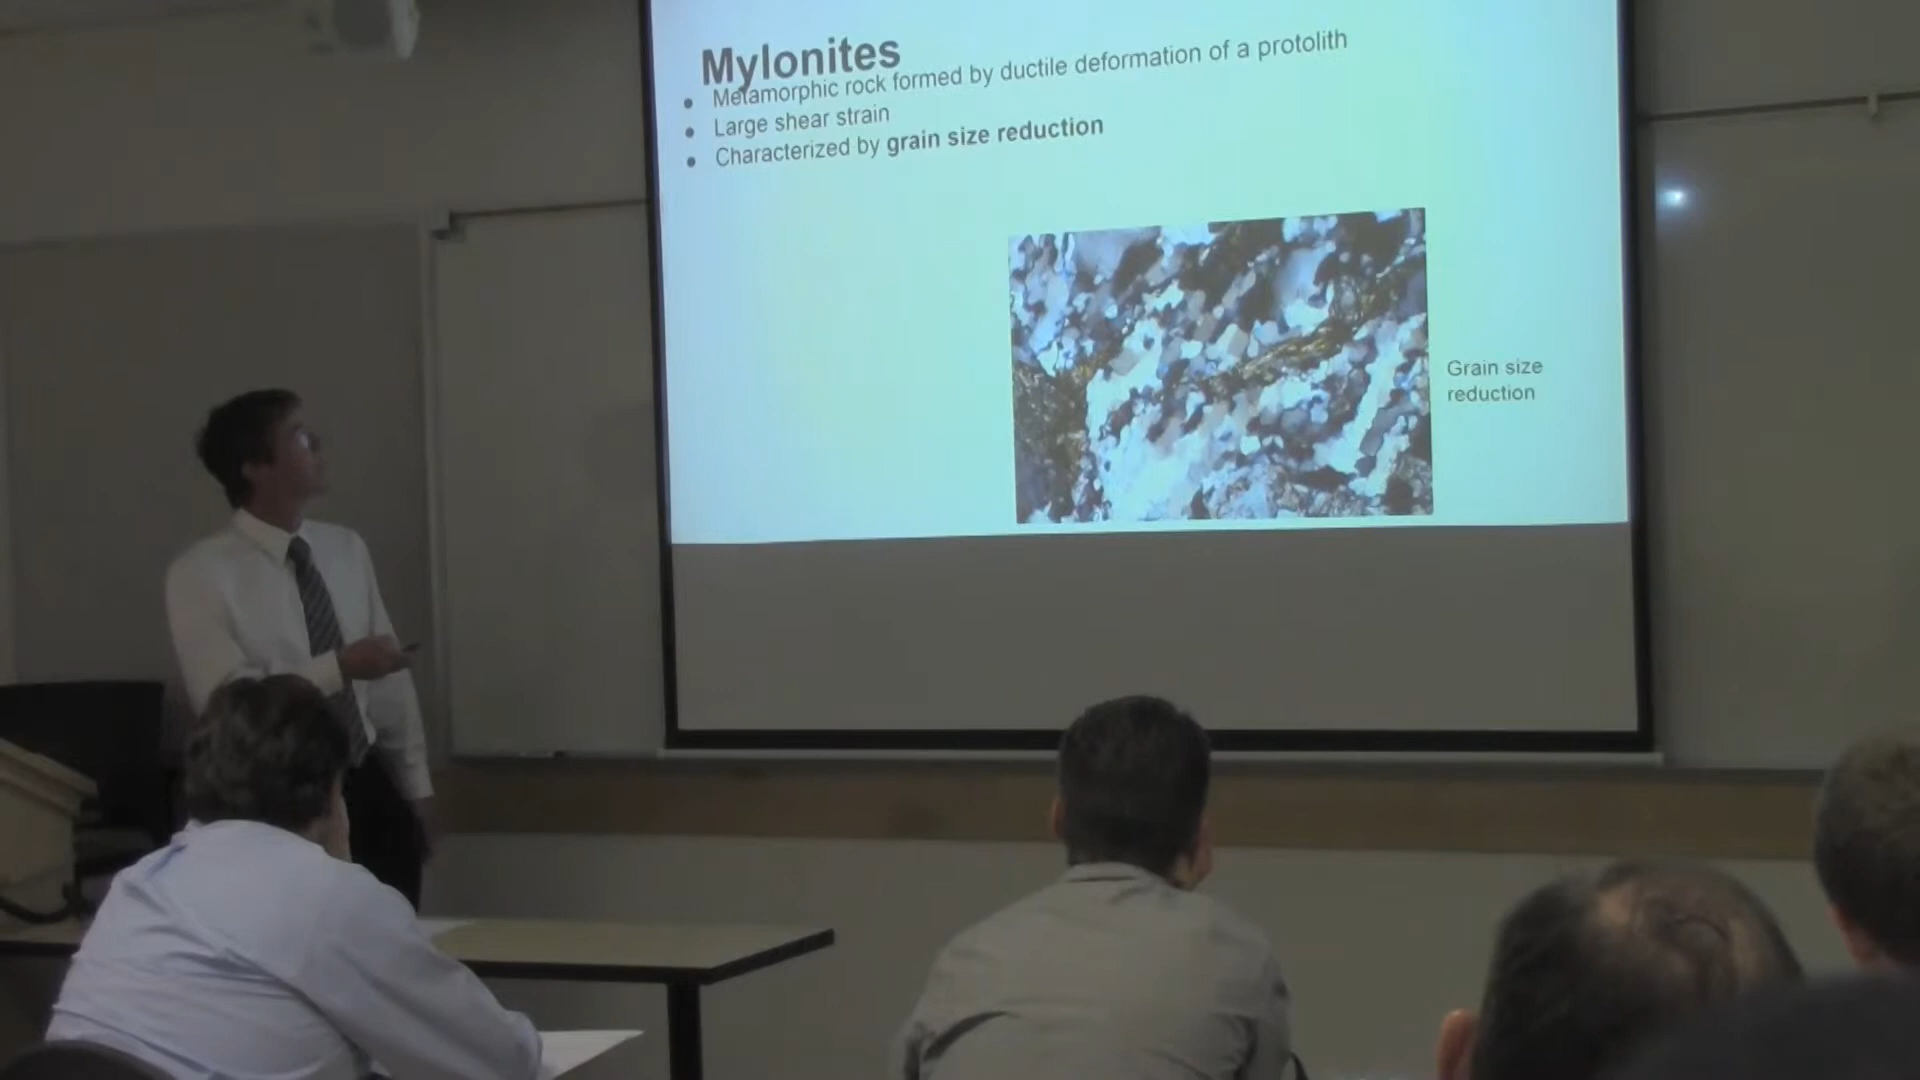 Mylonites
● Metamorphic rock formed by ductile deformation of a protolith
● Large shear strain
● Characterized by grain size reduction
Grain size
reduction